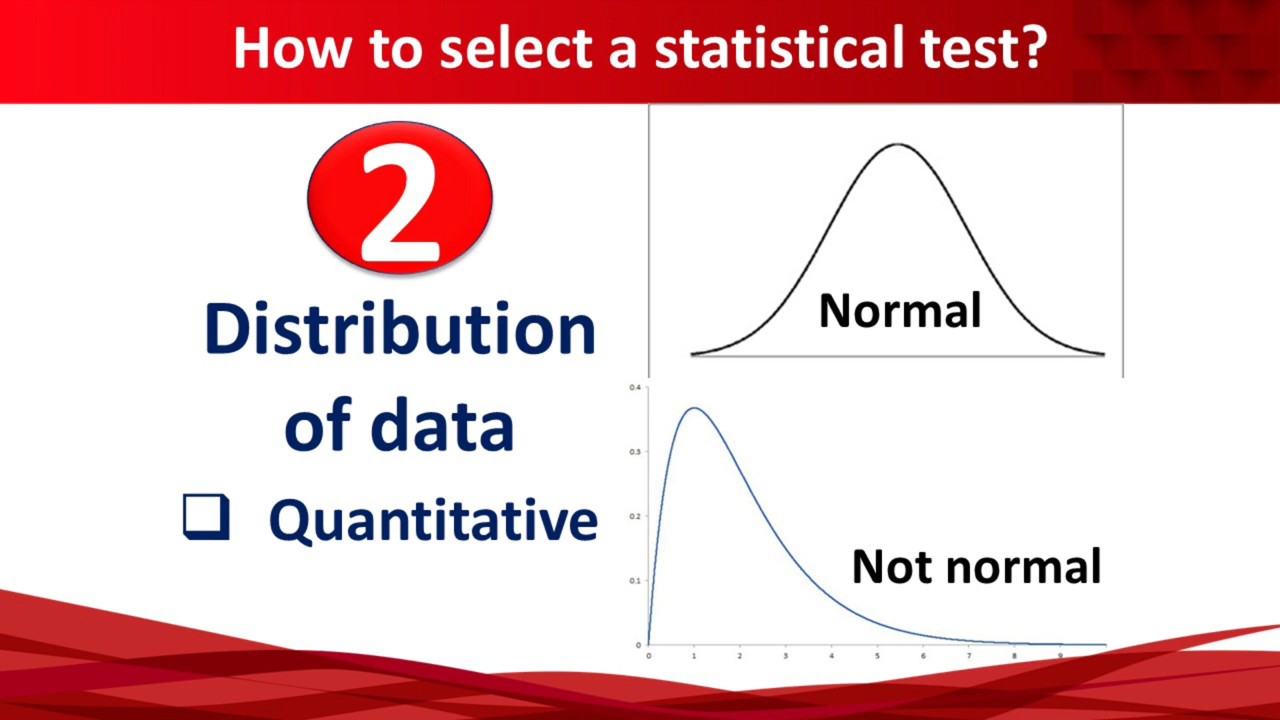 How to select a statistical test?
2
Distribution
of data
❑ Quantitative
Normal
0.4
0.3
0.2
0.1
0
0 1 2 3 4 5 6 7 8 9
Not normal